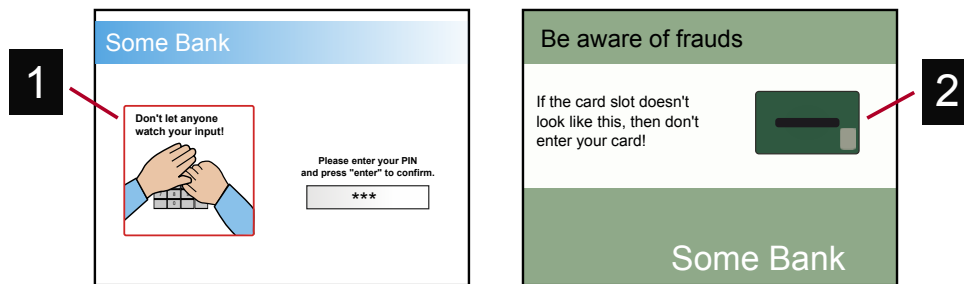 1
Some Bank
Don't let anyone
watch your input!
Please enter your PIN
and press "enter" to confirm.
***
Be aware of frauds
If the card slot doesn't
look like this, then don't
enter your card!
2
Some Bank